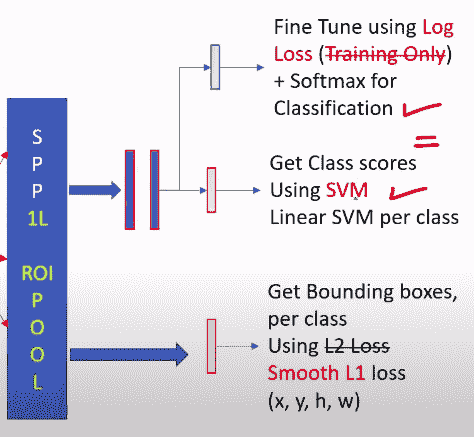 Fine Tune using Log
Loss (Training Only)
+ Softmax for
Classification
S
P
P
1L
ROI
P
O
O
L
Get Class scores
Using SVM
Linear SVM per class
Get Bounding boxes,
per class
Using L2 Loss
Smooth L1 loss
(x, y, h, w)